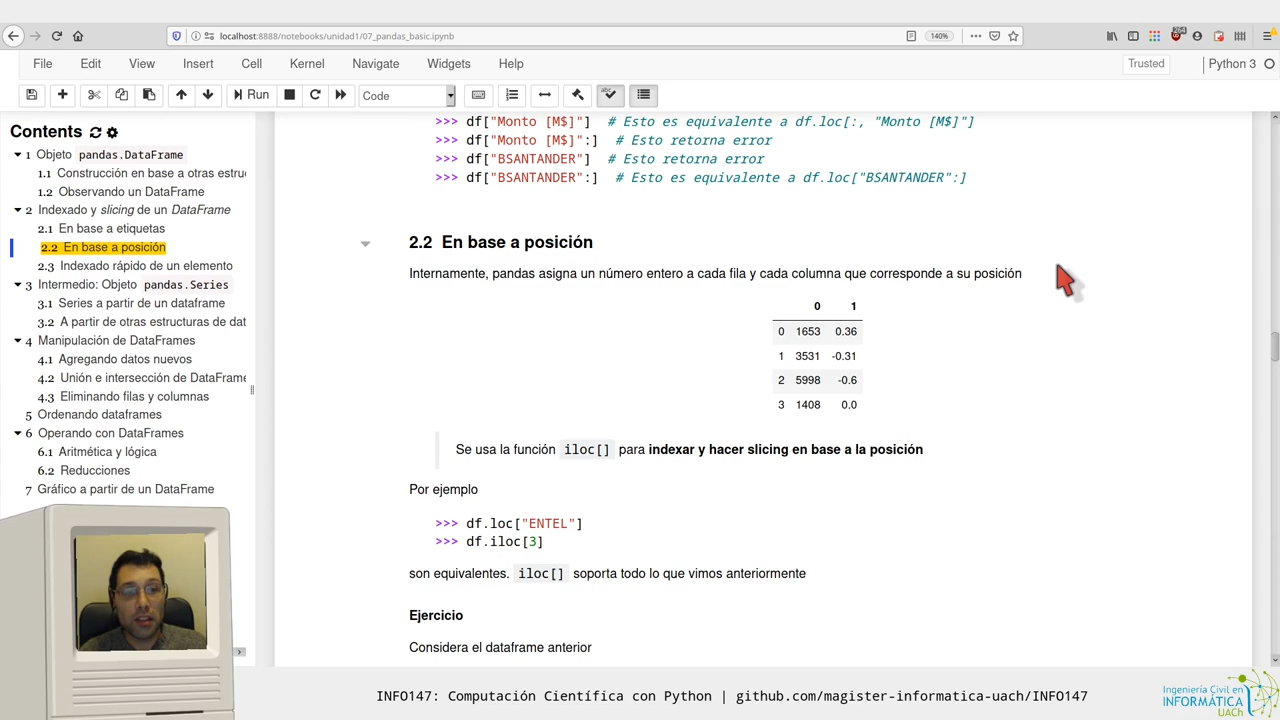 localhost:8888/notebooks/unidad1/07_pandas_basic.ipynb
140%
File Edit View Insert Cell Kernel Navigate Widgets Help
Trusted
Python 3
Run
Code
Contents
1 Objeto pandas.DataFrame
1.1 Construcción en base a otras estru
1.2 Observando un DataFrame
2 Indexado y slicing de un DataFrame
2.1 En base a etiquetas
2.2 En base a posición
2.3 Indexado rápido de un elemento
3 Intermedio: Objeto pandas.Series
3.1 Series a partir de un dataframe
3.2 A partir de otras estructuras de dat
4 Manipulación de DataFrames
4.1 Agregando datos nuevos
4.2 Unión e intersección de DataFrame
4.3 Eliminando filas y columnas
5 Ordenando dataframes
6 Operando con DataFrames
6.1 Aritmética y lógica
6.2 Reducciones
7 Gráfico a partir de un DataFrame
>>> df["Monto [M$]"] # Esto es equivalente a df.loc[:, "Monto [M$]"]
>>> df["Monto [M$]":] # Esto retorna error
>>> df["BSANTANDER"] # Esto retorna error
>>> df["BSANTANDER":] # Esto es equivalente a df.loc["BSANTANDER":]
2.2 En base a posición
Internamente, pandas asigna un número entero a cada fila y cada columna que corresponde a su posición
0 1
0 1653 0.36
1 3531 -0.31
2 5998 -0.6
3 1408 0.0
Se usa la función iloc[] para indexar y hacer slicing en base a la posición
Por ejemplo
>>> df.loc["ENTEL"]
>>> df.iloc[3]
son equivalentes. iloc[] soporta todo lo que vimos anteriormente
Ejercicio
Considera el dataframe anterior
INFO147: Computación Científica con Python | github.com/magister-informatica-uach/INFO147
Ingeniería Civil en
INFORMÁTICA
UACh